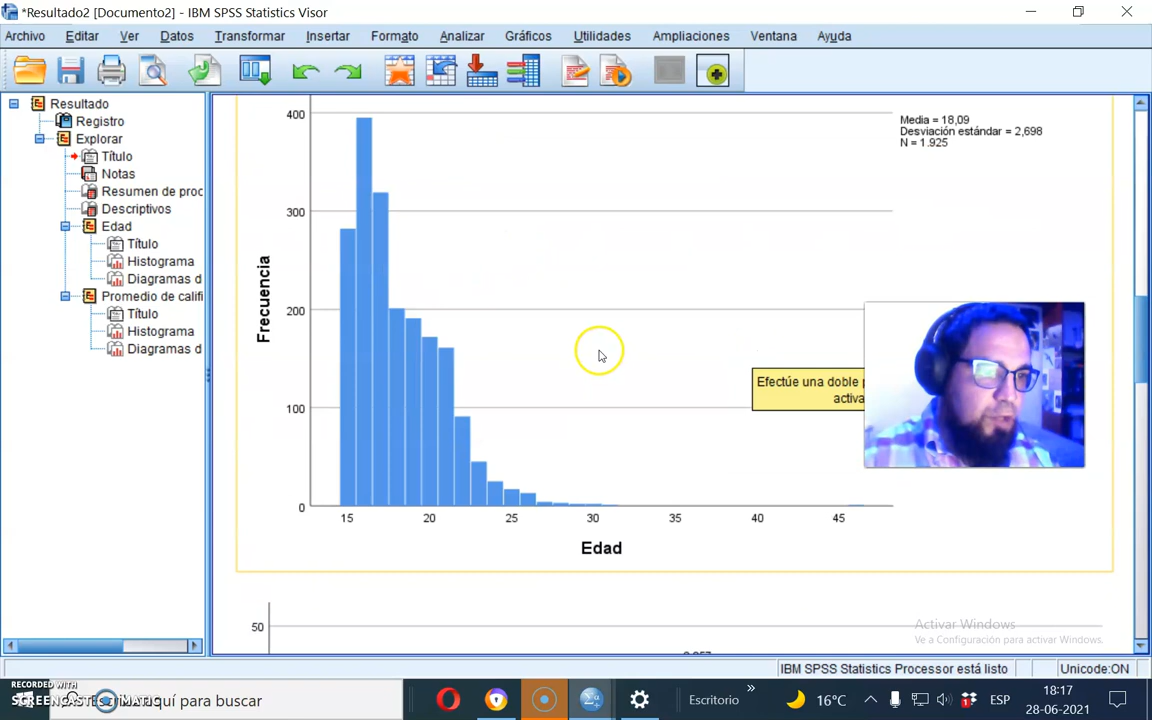 *Resultado2 [Documento2] - IBM SPSS Statistics Visor
Archivo Editar Ver Datos Transformar Insertar Formato Analizar Gráficos Utilidades Ampliaciones Ventana Ayuda
Resultado
Registro
Explorar
Título
Notas
Resumen de proc
Descriptivos
Edad
Título
Histograma
Diagramas d
Promedio de califi
Título
Histograma
Diagramas d
400
300
200
100
0
Frecuencia
15 20 25 30 35 40 45
Edad
Media = 18,09
Desviación estándar = 2,698
N = 1.925
Efectúe una doble
activa
50
Activar Windows
Ve a Configuración para activar Windows.
IBM SPSS Statistics Processor está listo
Unicode:ON
RECORDED WITH
SCREENCAST-O-MATIC
aquí para buscar
Escritorio
»
16°C
ESP
18:17
28-06-2021